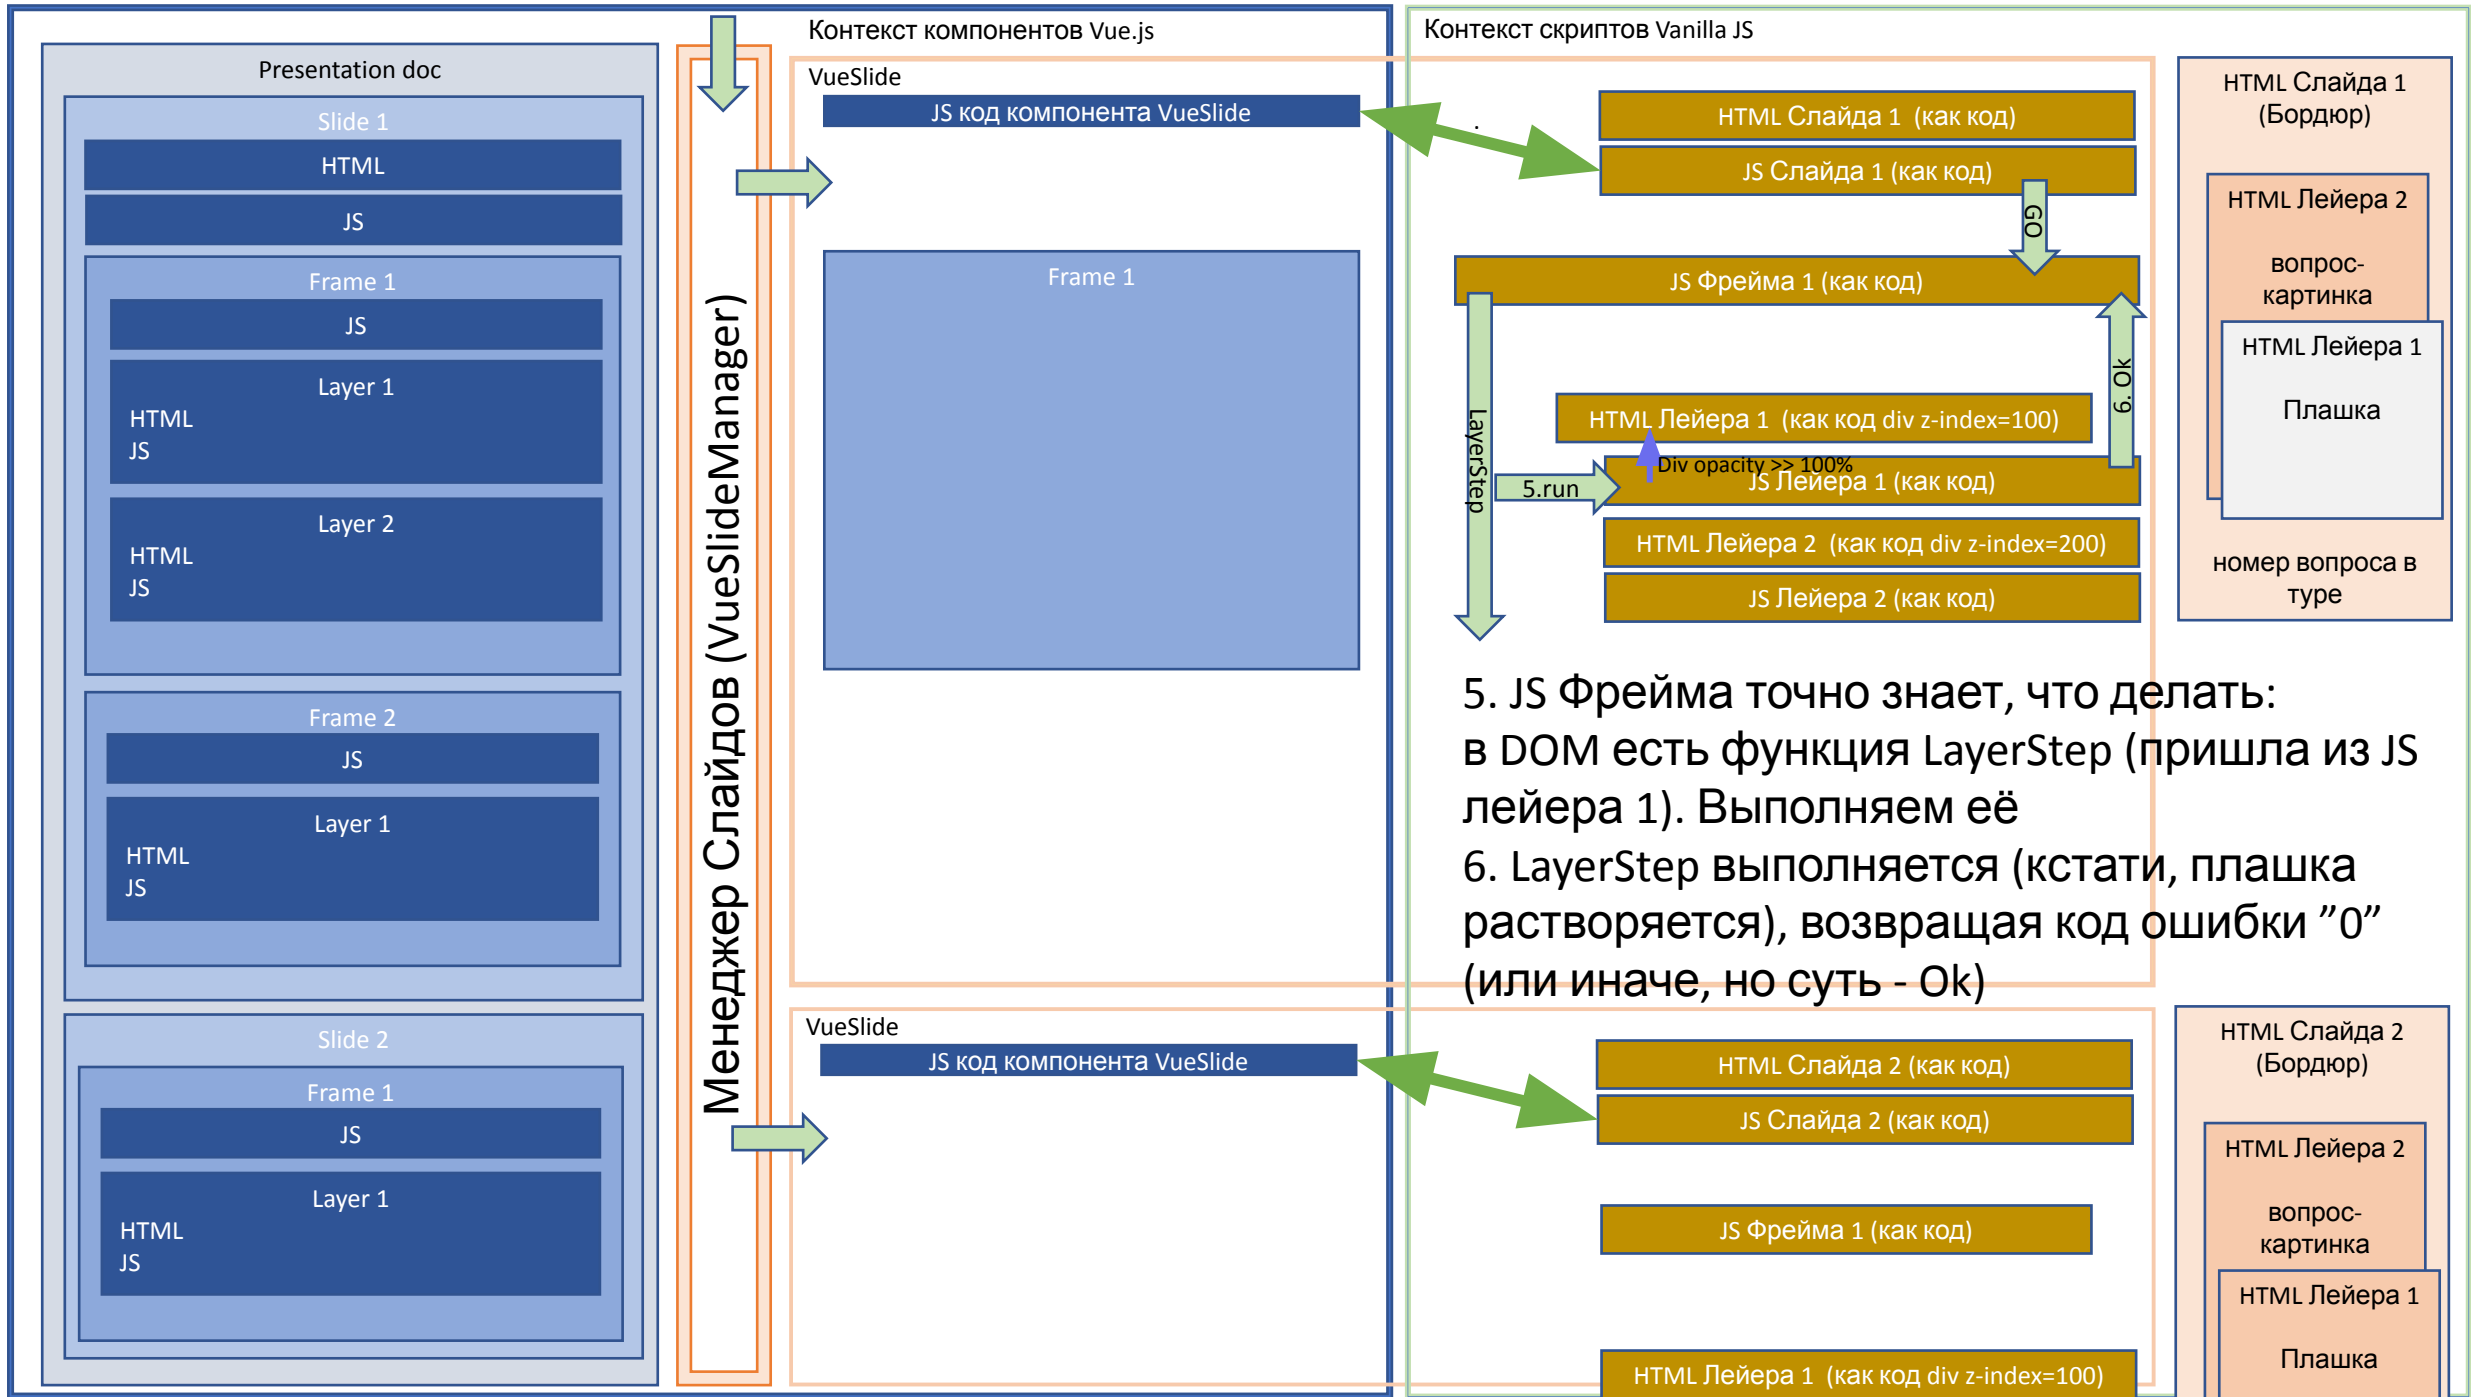 Контекст компонентов Vue.js
Контекст скриптов Vanilla JS
Presentation doc
Slide 1
HTML
JS
Frame 1
JS
Layer 1
HTML
JS
Layer 2
HTML
JS
Frame 2
JS
Layer 1
HTML
JS
Slide 2
Frame 1
JS
Layer 1
HTML
JS
Менеджер Слайдов (VueSlideManager)
VueSlide
JS код компонента VueSlide
Frame 1
.
HTML Слайда 1 (как код)
JS Слайда 1 (как код)
GO
JS Фрейма 1 (как код)
LayerStep
6. Ok
HTML Лейера 1 (как код div z-index=100)
Div opacity >> 100%
5.run
JS Лейера 1 (как код)
HTML Лейера 2 (как код div z-index=200)
JS Лейера 2 (как код)
HTML Слайда 1
(Бордюр)
HTML Лейера 2
вопрос-
картинка
HTML Лейера 1
Плашка
номер вопроса в
туре
5. JS Фрейма точно знает, что делать:
в DOM есть функция LayerStep (пришла из JS
лейера 1). Выполняем её
6. LayerStep выполняется (кстати, плашка
растворяется), возвращая код ошибки ”0”
(или иначе, но суть - Ok)
VueSlide
JS код компонента VueSlide
HTML Слайда 2 (как код)
JS Слайда 2 (как код)
JS Фрейма 1 (как код)
HTML Лейера 1 (как код div z-index=100)
HTML Слайда 2
(Бордюр)
HTML Лейера 2
вопрос-
картинка
HTML Лейера 1
Плашка